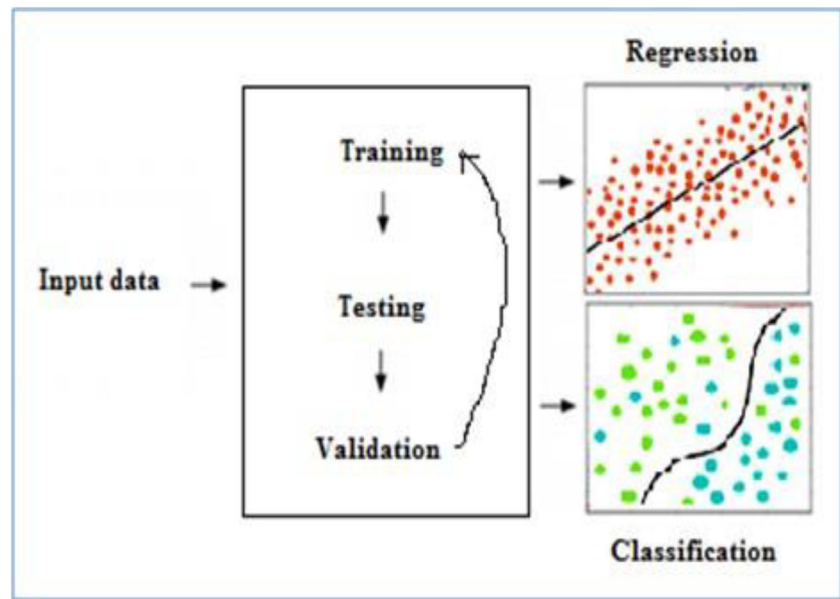 Regression
Training
Input data
Testing
Validation
Classification